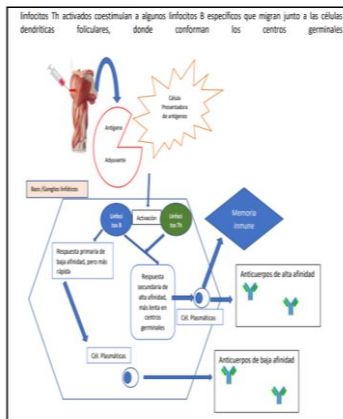 linfocitos Th activados coestimulan a algunos linfocitos B específicos que migran junto a las células
dendríticas foliculares, donde conforman los centros germinales
Célula
Presentadora
de antígenos
Antígeno
Adyuvante
Bazo /Ganglios linfáticos
Linfoci
tos B
Activación
Linfoci
tos Th
Memoria
inmune
Respuesta primaria de
baja afinidad, pero más
rápida
Respuesta
secundaria de
alta afinidad,
más lenta en
centros
germinales
Cél. Plasmáticas
Anticuerpos de alta afinidad
Cél. Plasmáticas
Anticuerpos de baja afinidad